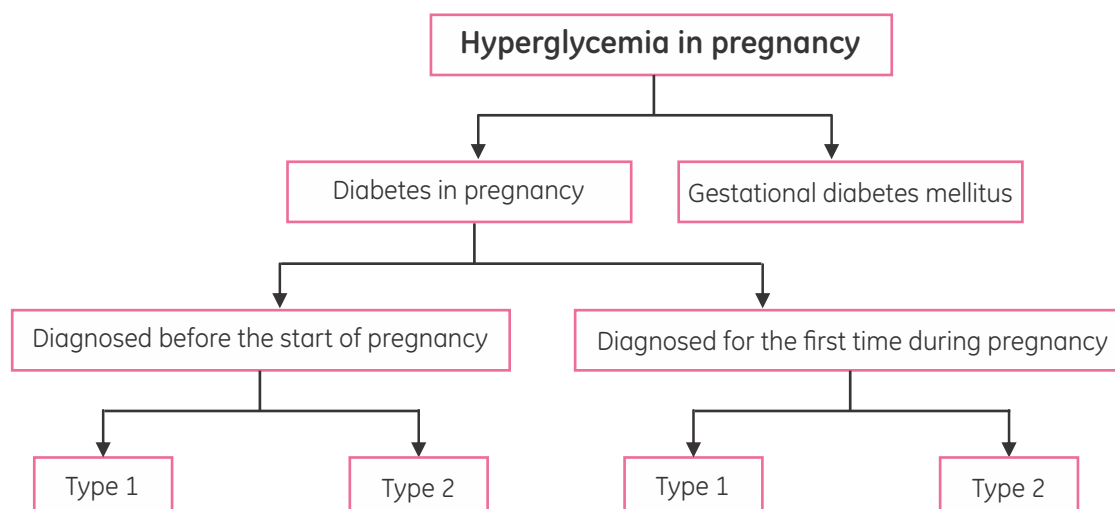 Hyperglycemia in pregnancy
Diabetes in pregnancy
Gestational diabetes mellitus
Diagnosed before the start of pregnancy
Diagnosed for the first time during pregnancy
Type 1
Type 2
Type 1
Type 2